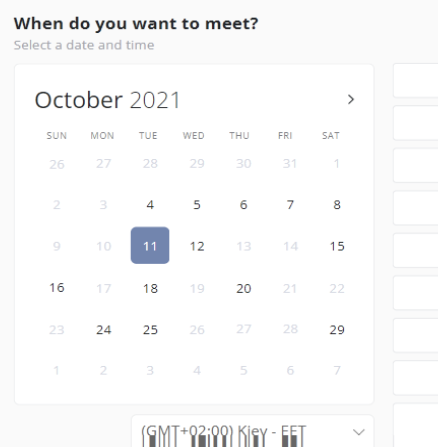 When do you want to meet?
Select a date and time
October 2021
SUN MON TUE WED THU FRI SAT
26 27 28 29 30 31 1
2 3 4 5 6 7 8
9 10 11 12 13 14 15
16 17 18 19 20 21 22
23 24 25 26 27 28 29
1 2 3 4 5 6 7
(GMT+02:00) Kiev - EET